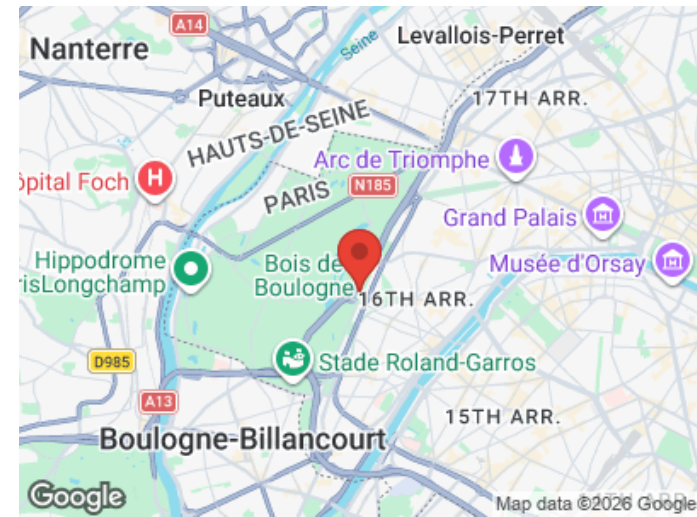 A14
Nanterre
Levallois-Perret
Seine
Puteaux
17TH ARR.
HAUTS-DE-SEINE
Arc de Triomphe
ôpital Foch
H
PARIS
N185
Grand Palais
Hippodrome
risLongchamp
Bois de
Boulogne
Musée d'Orsay
16TH ARR.
D985
Stade Roland-Garros
A13
15TH ARR.
Boulogne-Billancourt
Google
Map data ©2026 Google